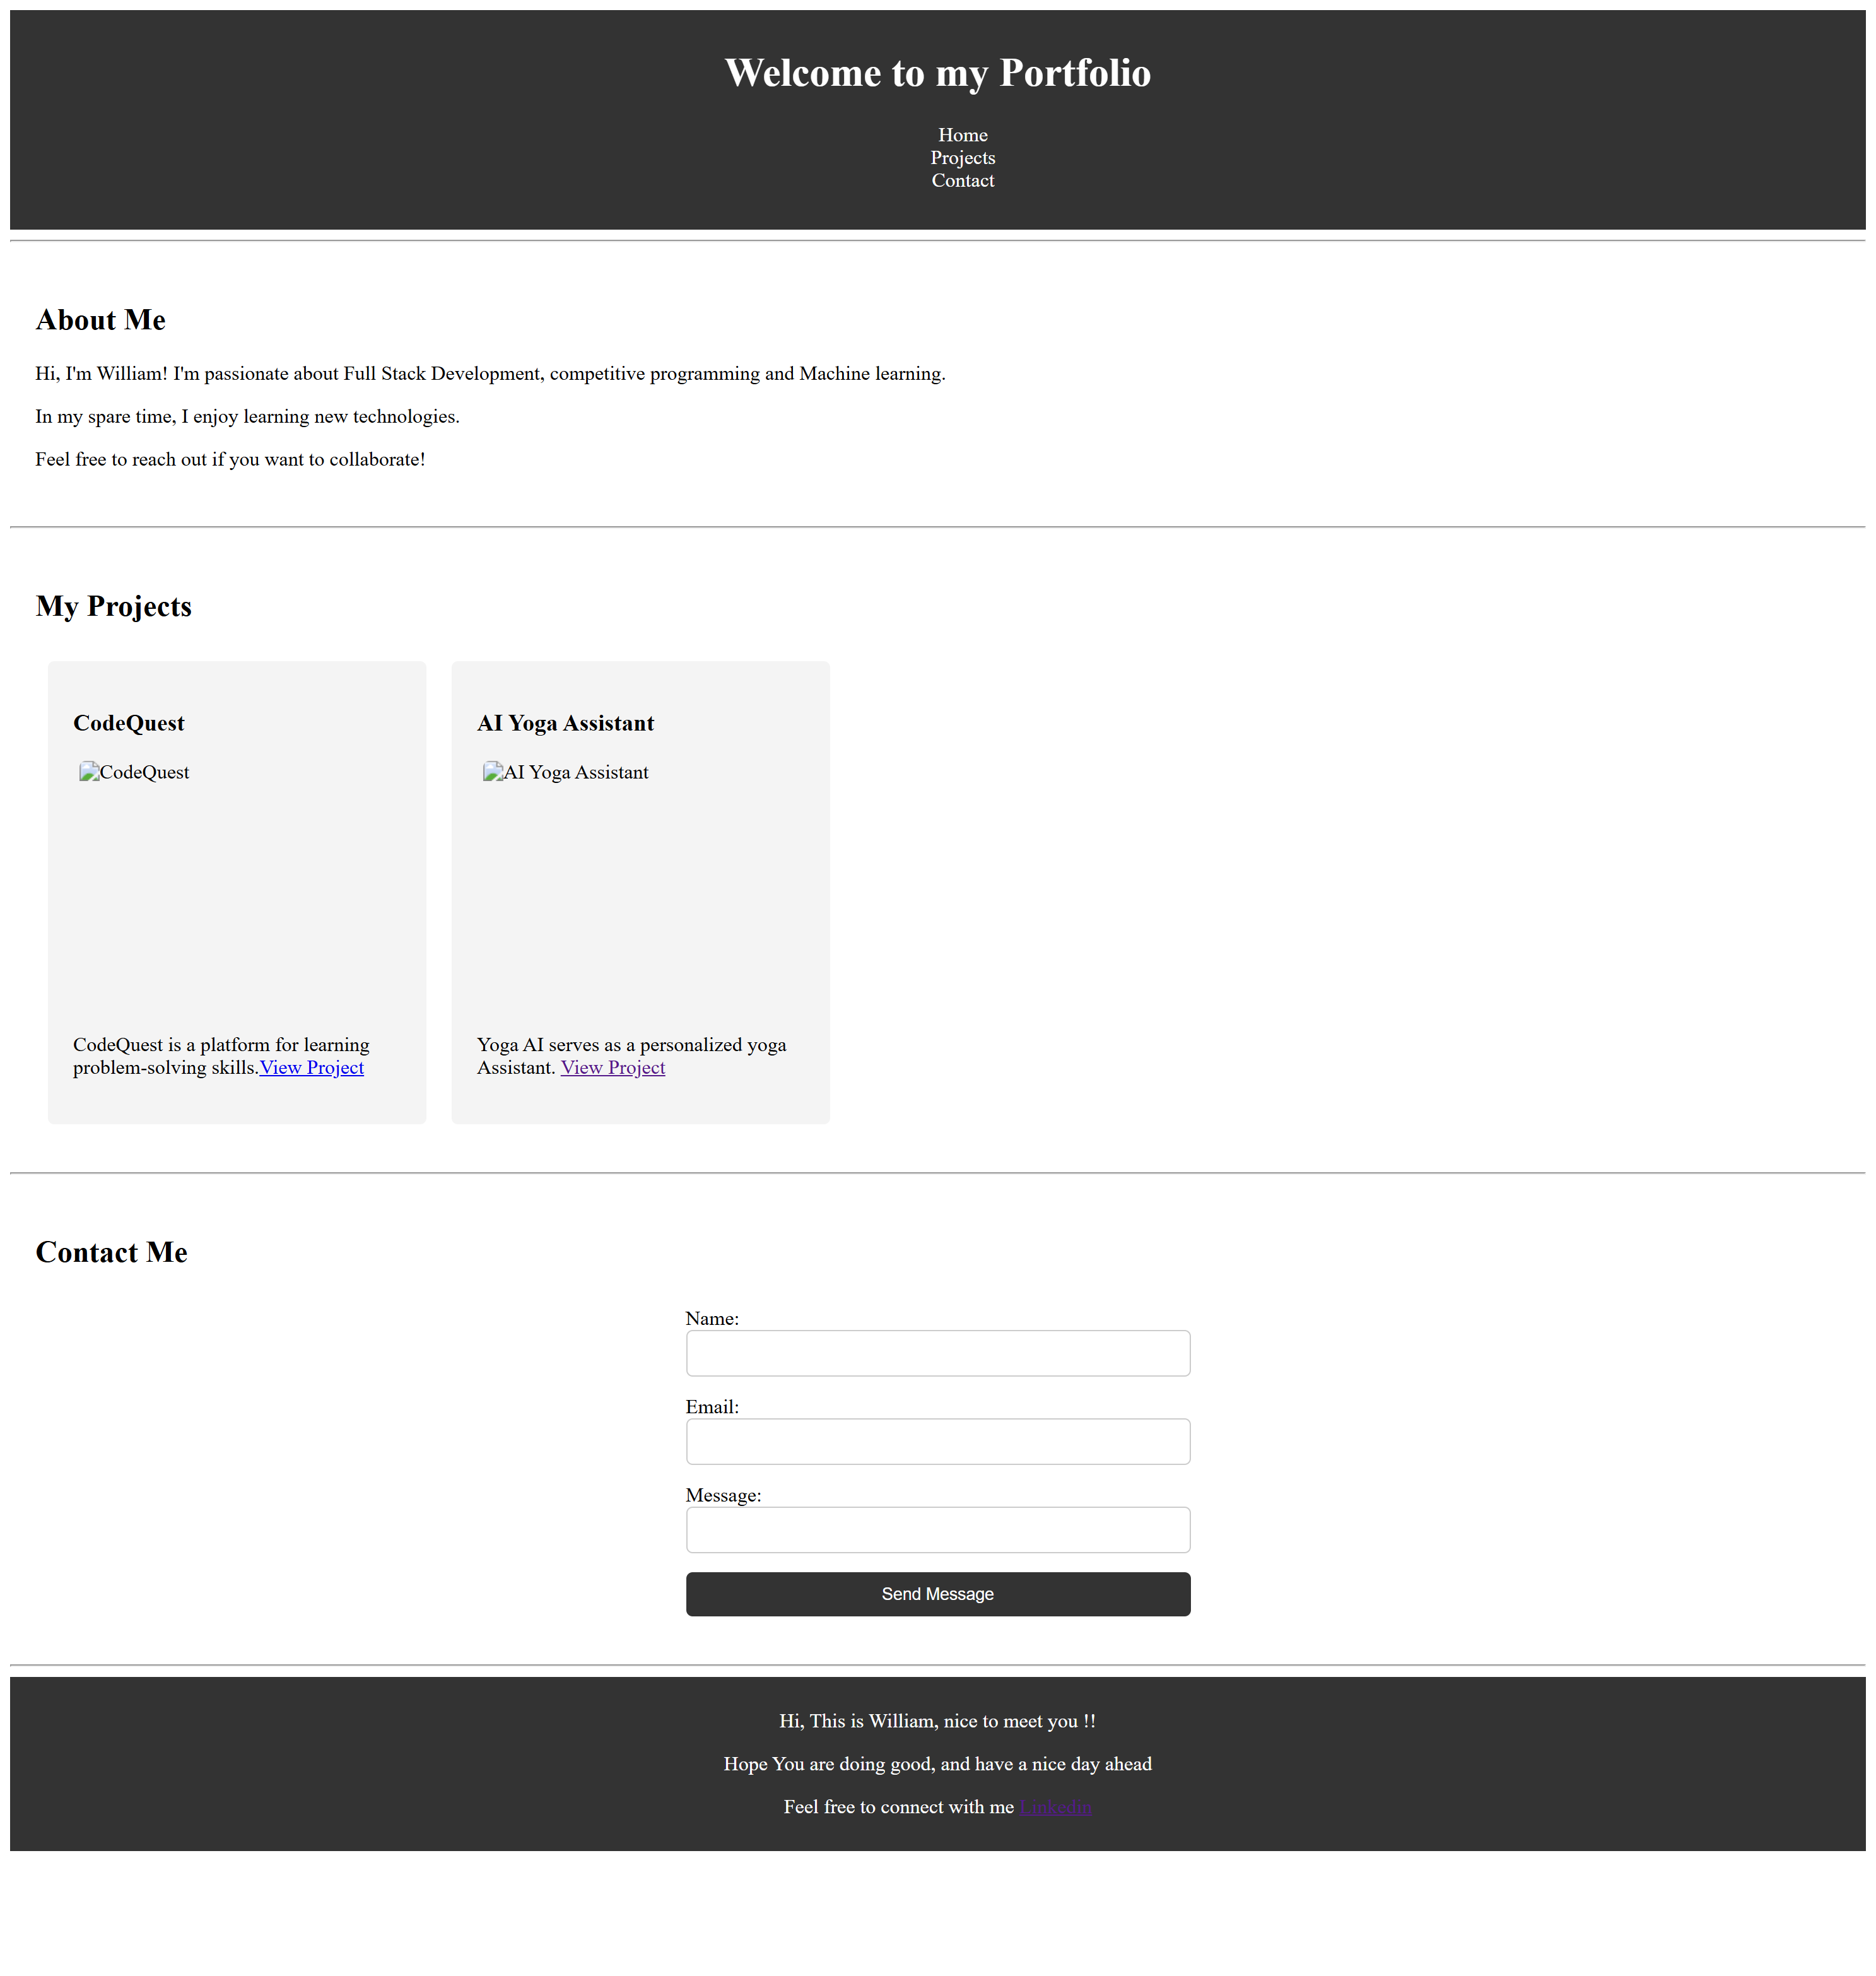 Welcome to my Portfolio
Home
Projects
Contact
About Me
Hi, I'm William! I'm passionate about Full Stack Development, competitive programming and Machine learning.
In my spare time, I enjoy learning new technologies.
Feel free to reach out if you want to collaborate!
My Projects
CodeQuest
CodeQuest
CodeQuest is a platform for learning
problem-solving skills.View Project
AI Yoga Assistant
AI Yoga Assistant
Yoga AI serves as a personalized yoga
Assistant. View Project
Contact Me
Name:
Email:
Message:
Send Message
Hi, This is William, nice to meet you !!
Hope You are doing good, and have a nice day ahead
Feel free to connect with me Linkedin